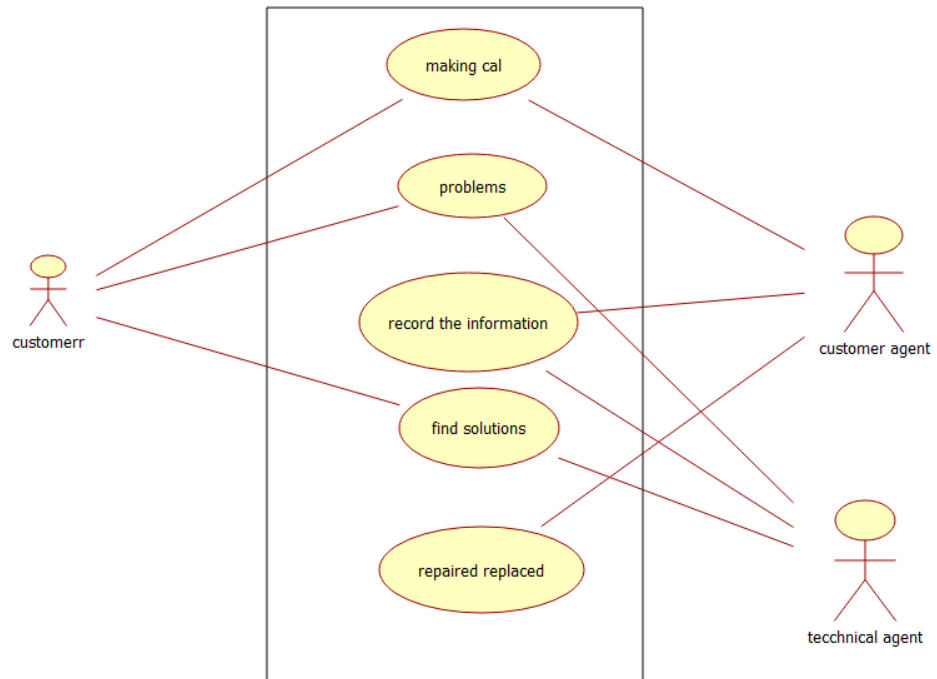 making cal
problems
record the information
find solutions
repaired replaced
customerr
customer agent
tecchnical agent